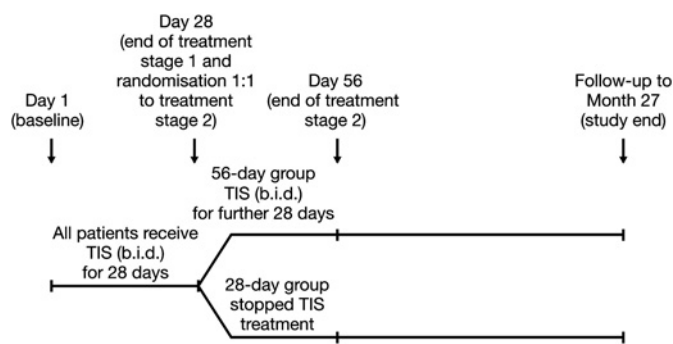 Day 1
(baseline)
Day 28
(end of treatment
stage 1 and
randomisation 1:1
to treatment
stage 2)
Day 56
(end of treatment
stage 2)
Follow-up to
Month 27
(study end)
All patients receive
TIS (b.i.d.)
for 28 days
56-day group
TIS (b.i.d.)
for further 28 days
28-day group
stopped TIS
treatment